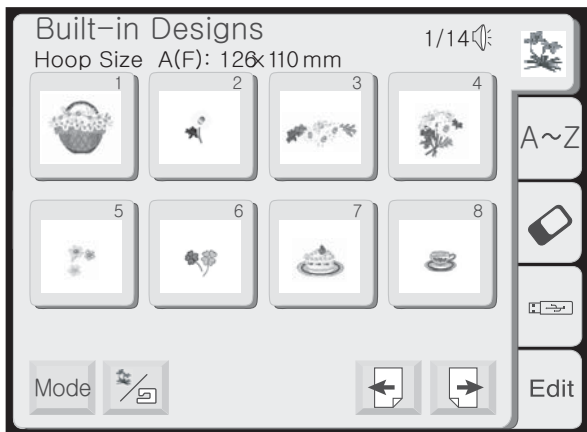 Built-in Designs
1/14
Hoop Size A(F): 126×110 mm
1 2 3 4
5 6 7 8
A~Z
Mode
Edit